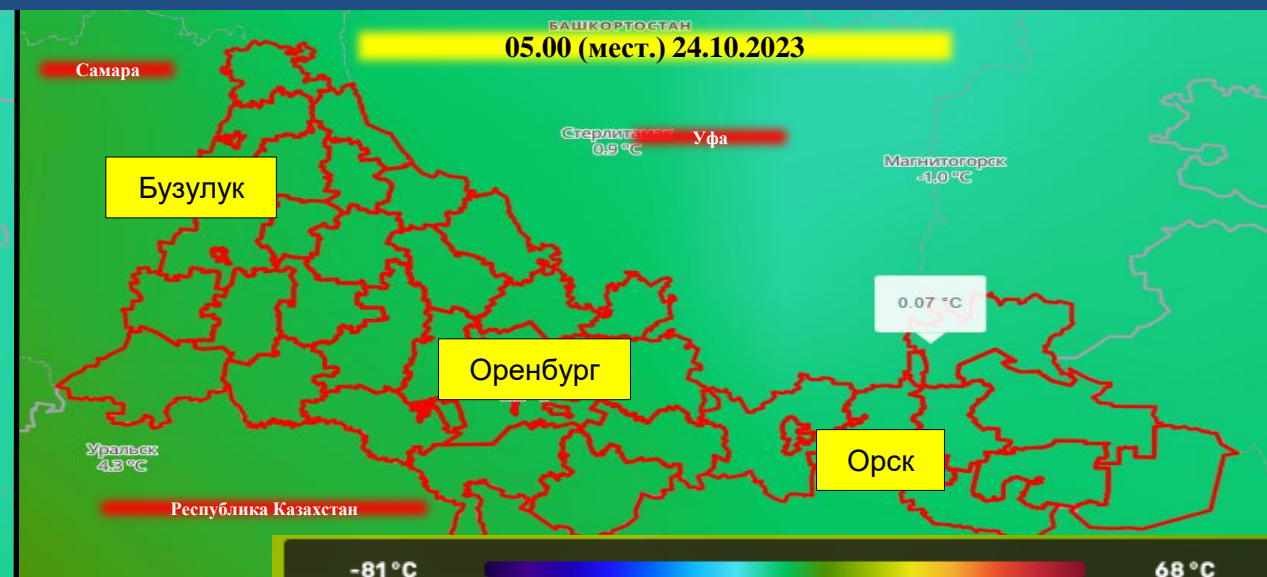 БАШКОРТОСТАН
05.00 (мест.) 24.10.2023
Самара
Стерлитамак
0.9 °C
Уфа
Магнитогорск
-1.0 °C
Бузулук
0.07 °C
Оренбург
Уральск
4.3 °C
Орск
Республика Казахстан
-81°C
68°C